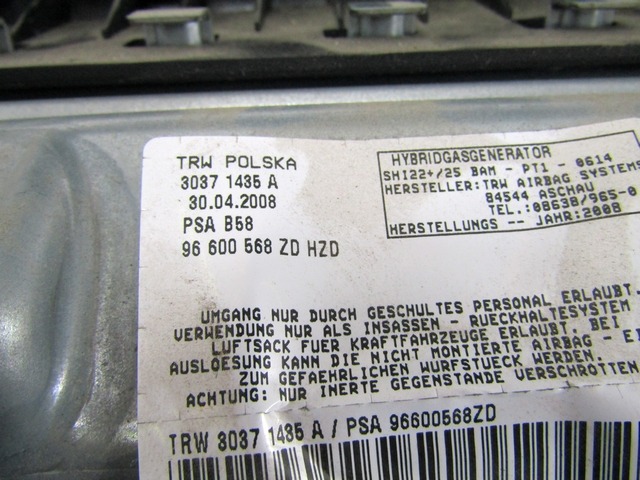 TRW POLSKA
3037 1435 A
30.04.2008
PSA B58
96 600 568 ZD HZD
HYBRIDGASGENERATOR
SH122+/25 BAM - PT1 - 0614
HERSTELLER:TRW AIRBAG SYSTEMS
84544 ASCHAU
TEL.:08638/965-0
HERSTELLUNGS -- JAHR:2008
UMGANG NUR DURCH GESCHULTES PERSONAL ERLAUBT.
VERWENDUNG NUR ALS INSASSEN - RUECKHALTESYSTEM
LUFTSACK FUER KRAFTFAHRZEUGE ERLAUBT. BEI
AUSLOESUNG KANN DIE NICHT MONTIERTE AIRBAG - EI
ZUM GEFAEHRLICHEN WURFSTUECK WERDEN.
ACHTUNG: NUR INERTE GEGENSTANDE VERSCHROTTEN
TRW 3037 1435 A / PSA 96600568ZD